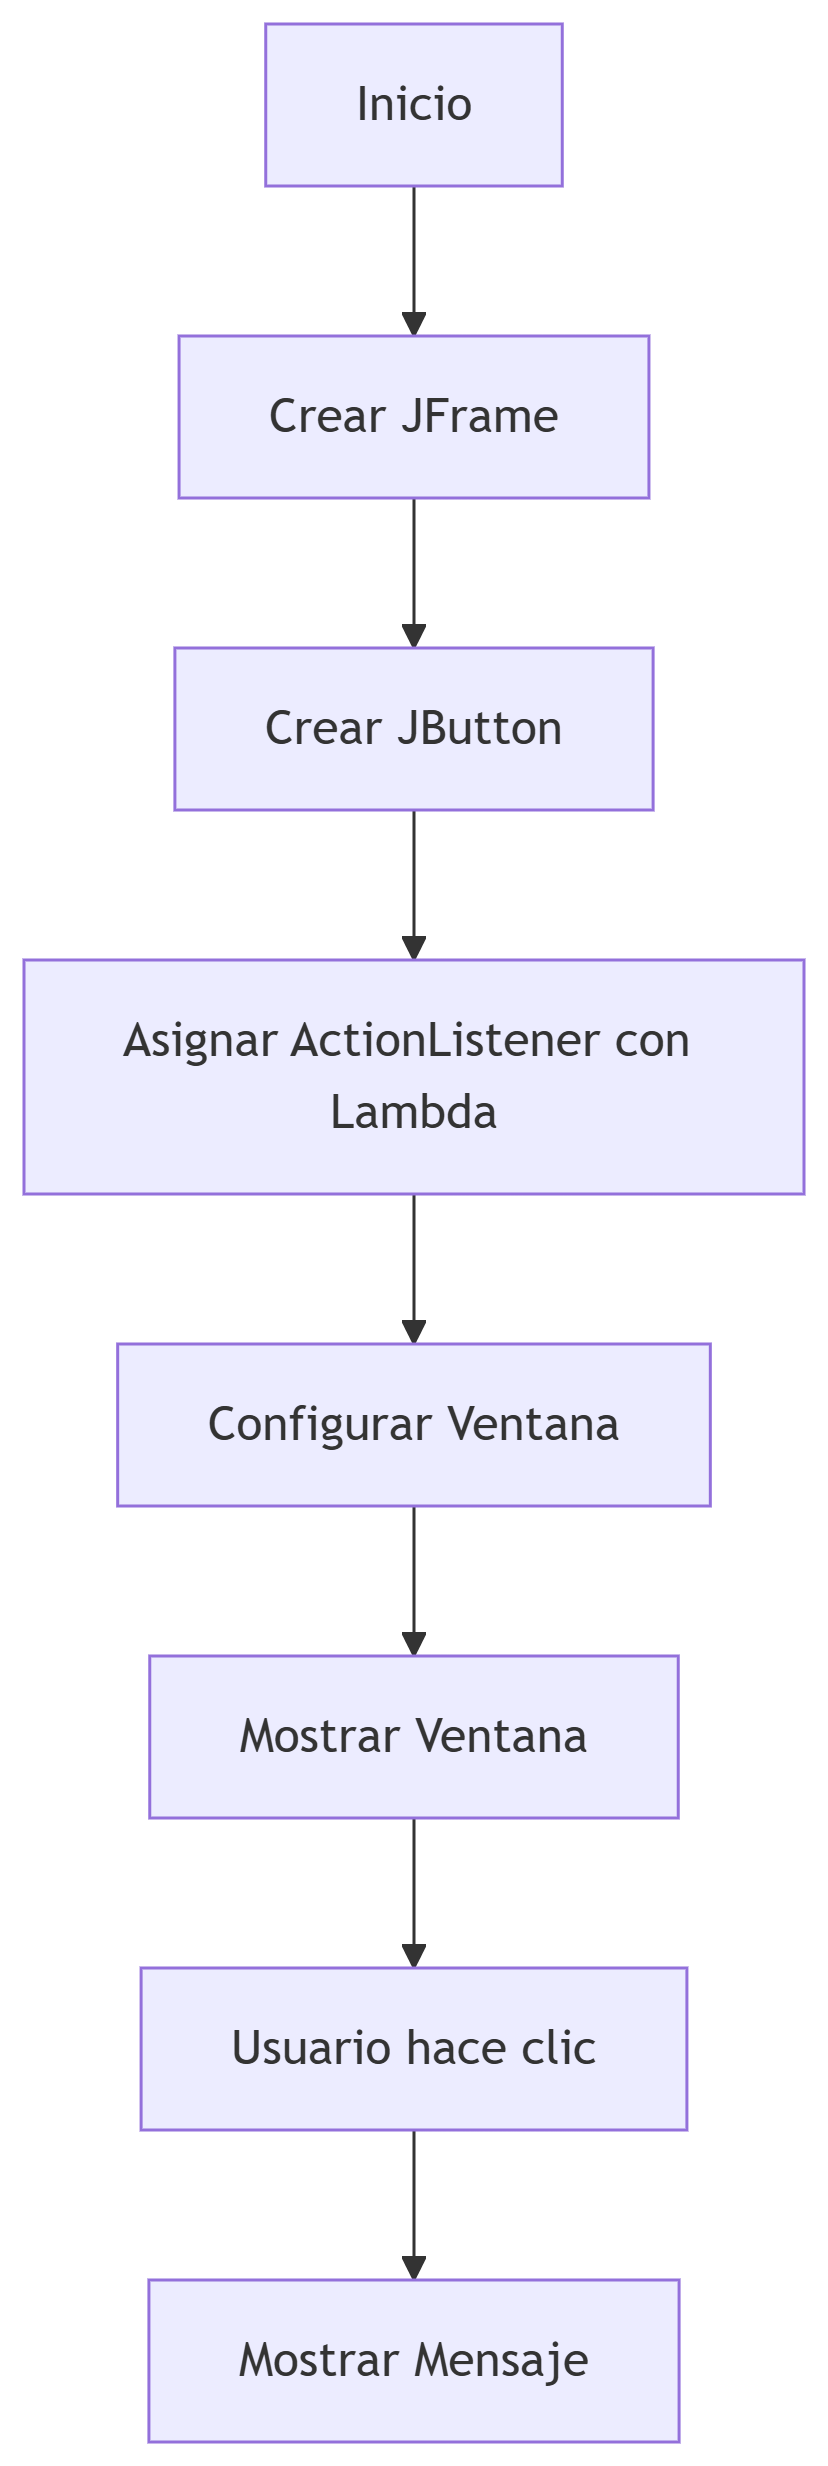 Inicio
Crear JFrame
Crear JButton
Asignar ActionListener con
Lambda
Configurar Ventana
Mostrar Ventana
Usuario hace clic
Mostrar Mensaje